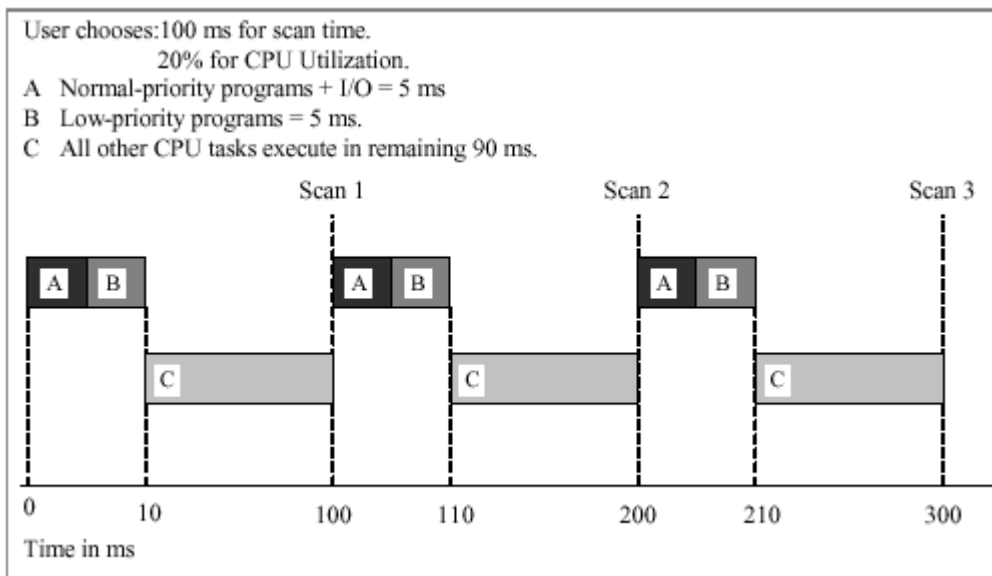 User chooses:100 ms for scan time.
20% for CPU Utilization.
A Normal-priority programs + I/O = 5 ms
B Low-priority programs = 5 ms.
C All other CPU tasks execute in remaining 90 ms.
Scan 1 Scan 2 Scan 3
A B A B A B
C C C
0 10 100 110 200 210 300
Time in ms